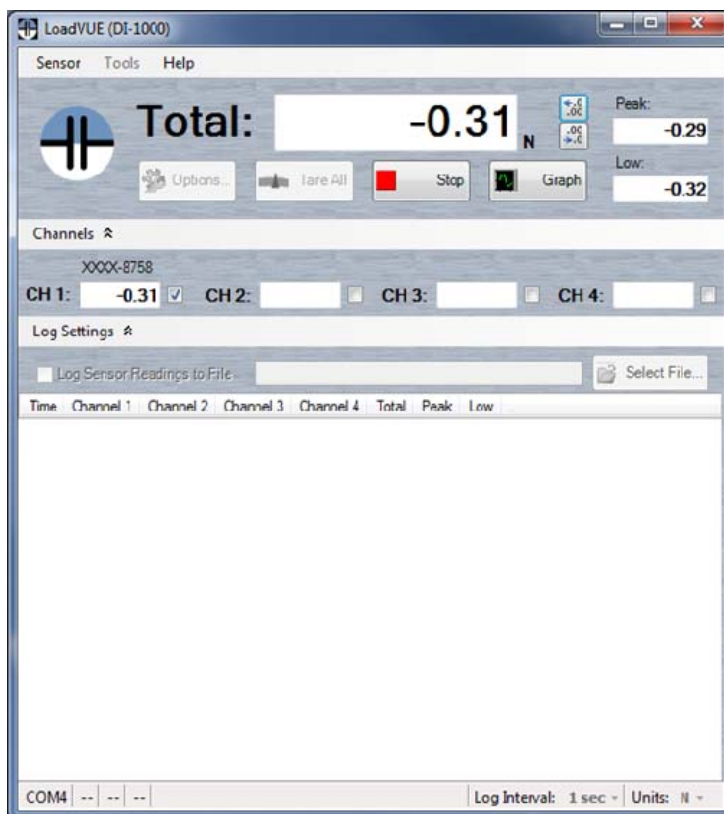 LoadVUE (DI-1000)
Sensor Tools Help
Total: -0.31 N
Peak:
-0.29
Low:
-0.32
Options... Tare All Stop Graph
Channels
XXXX-8758
CH 1: -0.31 CH 2: CH 3: CH 4:
Log Settings
Log Sensor Readings to File Select File...
Time Channel 1 Channel 2 Channel 3 Channel 4 Total Peak Low
COM4 -- -- -- Log Interval: 1 sec Units: N